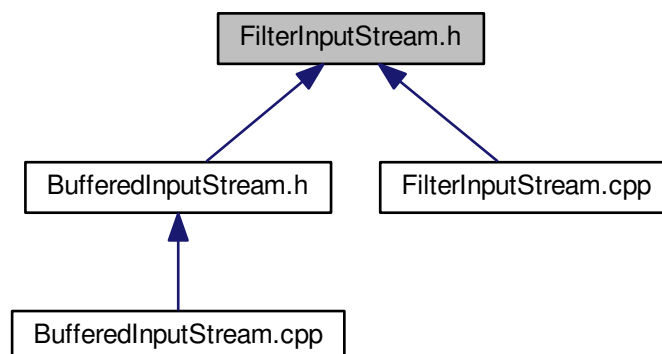 FilterInputStream.h
BufferedInputStream.h
FilterInputStream.cpp
BufferedInputStream.cpp